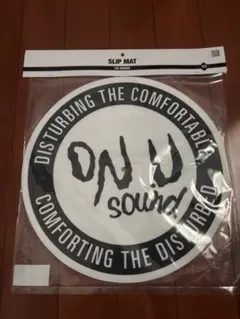 SLIP MAT
DISTURBING THE COMFORTABLE
ON U
sound
COMFORTING THE DISTURBED